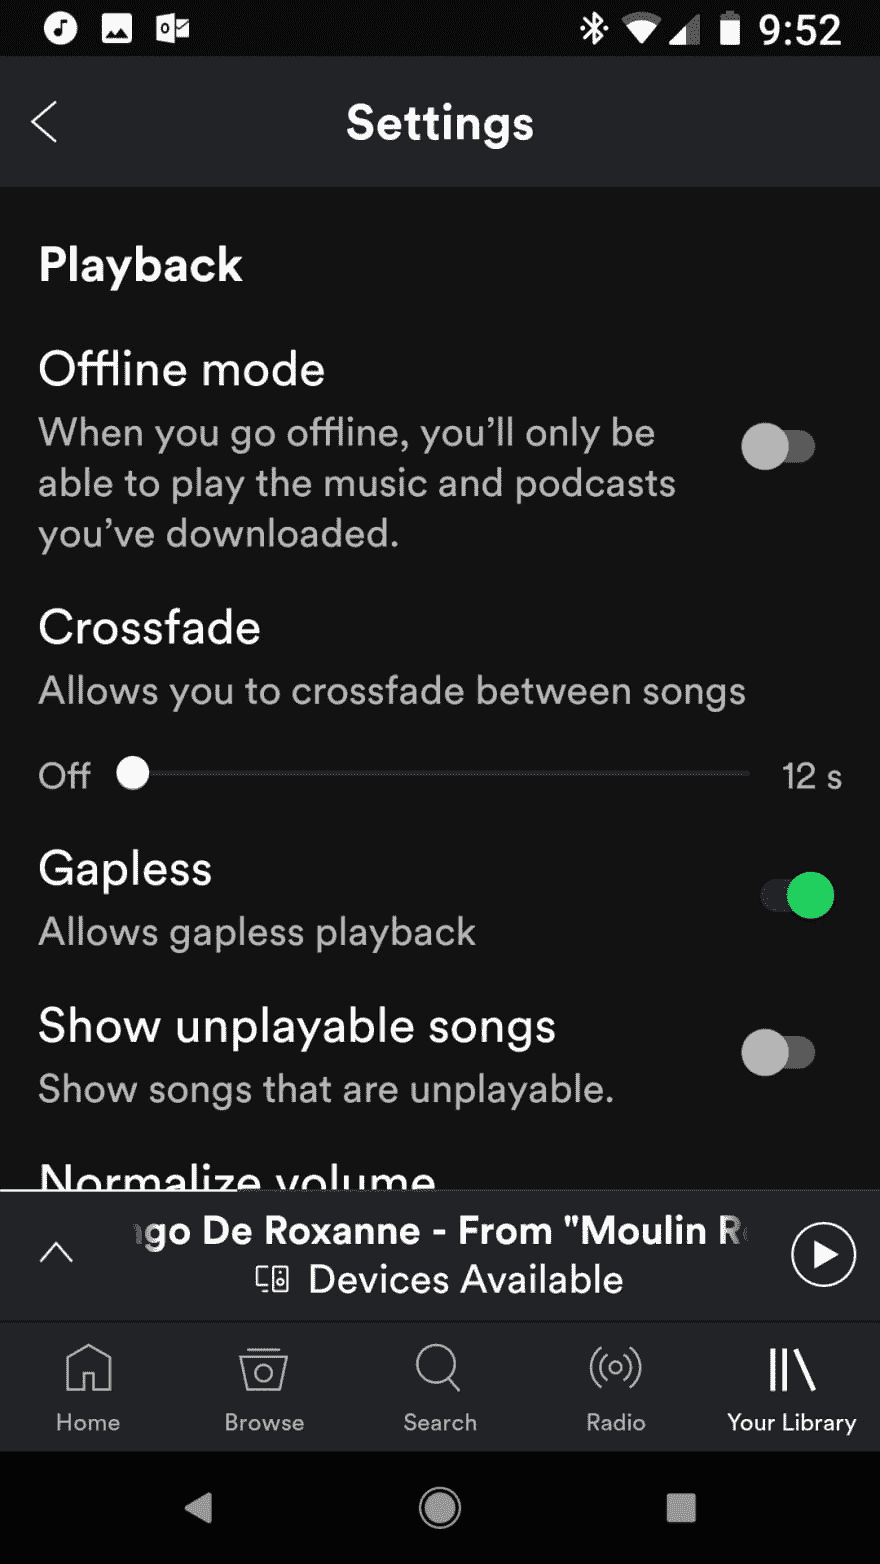 9:52
Settings
Playback
Offline mode
When you go offline, you’ll only be
able to play the music and podcasts
you’ve downloaded.
Crossfade
Allows you to crossfade between songs
Off 12 s
Gapless
Allows gapless playback
Show unplayable songs
Show songs that are unplayable.
Normalize volume
go De Roxanne - From "Moulin R
Devices Available
Home Browse Search Radio Your Library